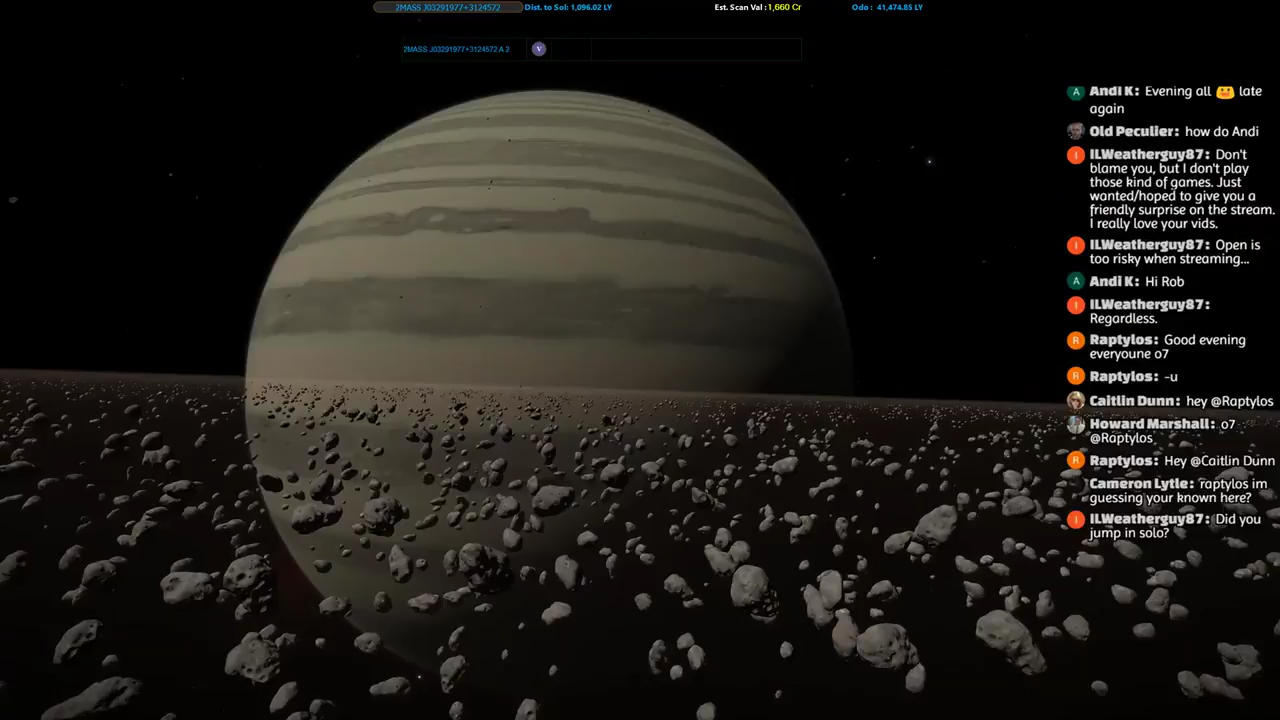 2MASS J03291977+3124572 Dist. to Sol: 1,096.02 LY Est. Scan Val : 1,660 Cr Odo : 41,474.85 LY
2MASS J03291977+3124572 A 2 V
A Andi K: Evening all late
again
Old Peculier: how do Andi
I ILWeatherguy87: Don't
blame you, but I don't play
those kind of games. Just
wanted/hoped to give you a
friendly surprise on the stream.
I really love your vids.
I ILWeatherguy87: Open is
too risky when streaming...
A Andi K: Hi Rob
I ILWeatherguy87:
Regardless.
R Raptylos: Good evening
everyoune o7
R Raptylos: -u
Caitlin Dunn: hey @Raptylos
Howard Marshall: o7
@Raptylos
R Raptylos: Hey @Caitlin Dunn
Cameron Lytle: raptylos im
guessing your known here?
I ILWeatherguy87: Did you
jump in solo?